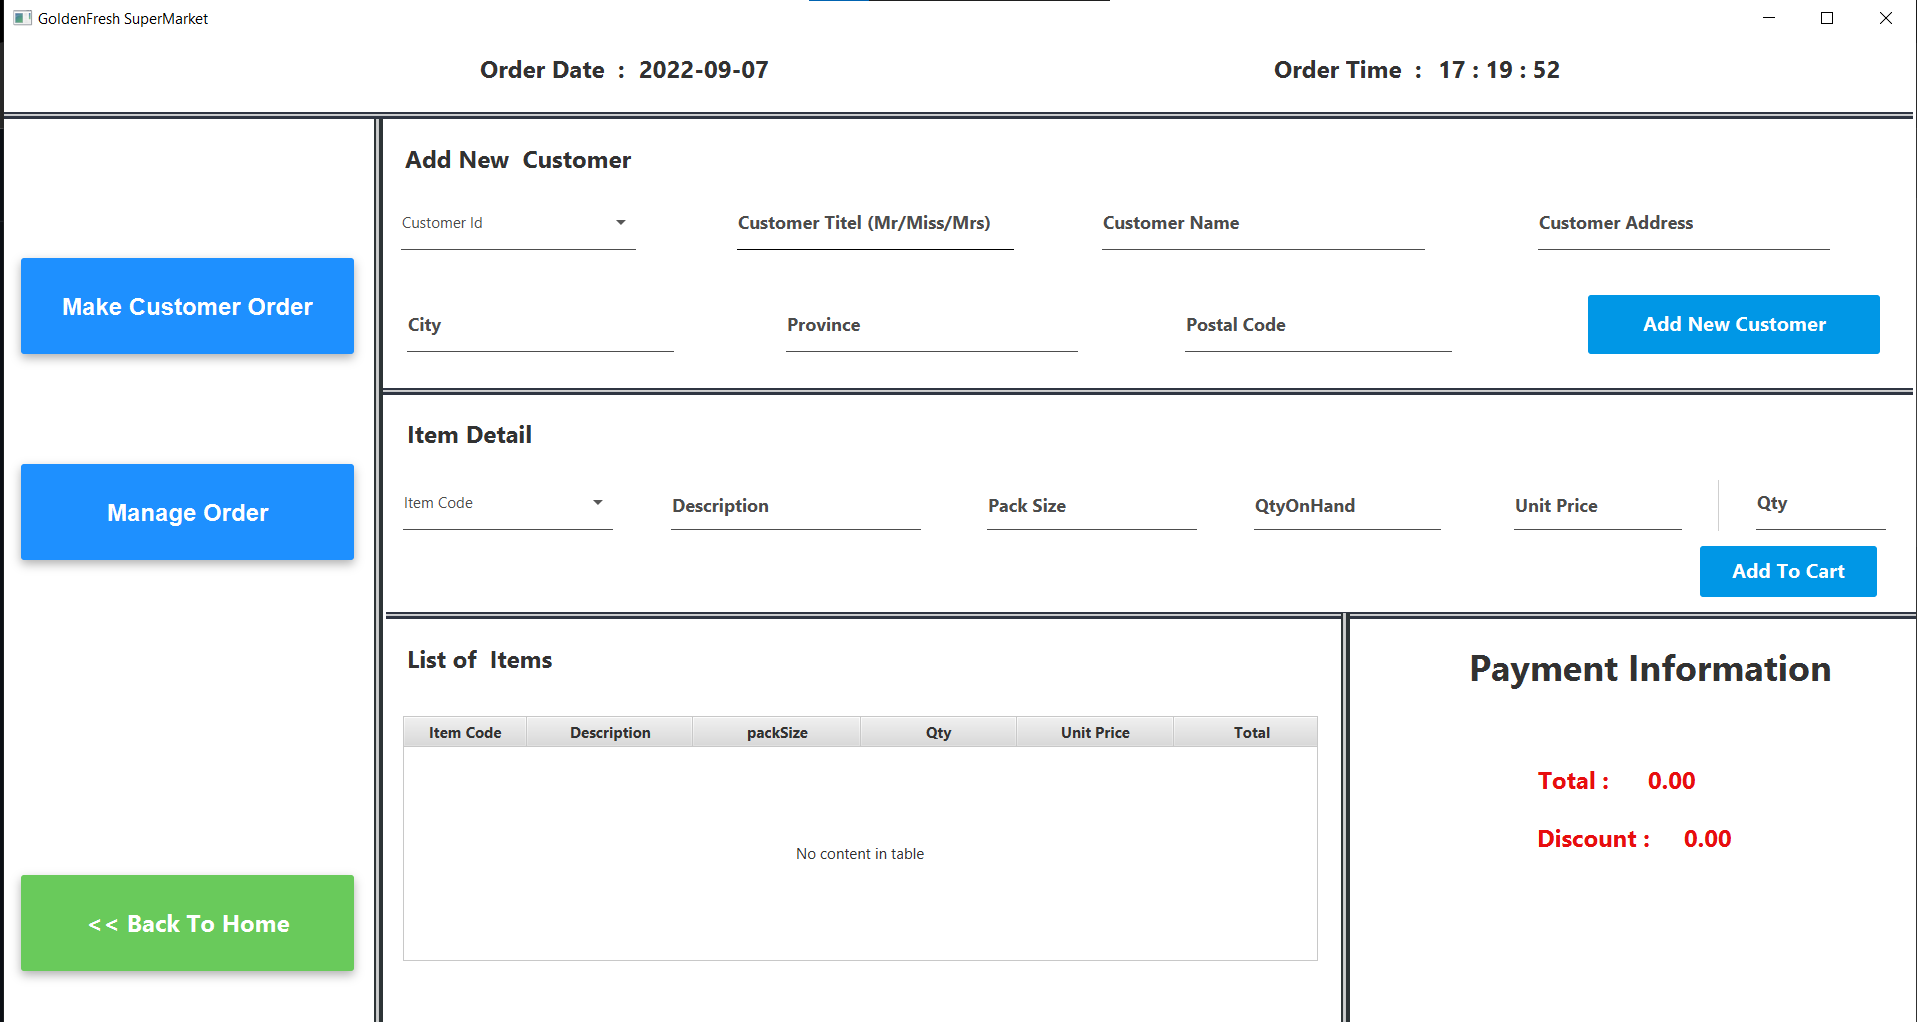 GoldenFresh SuperMarket
Order Date : 2022-09-07
Order Time : 17 : 19 : 52
Make Customer Order
Manage Order
<< Back To Home
Add New Customer
Customer Id
Customer Titel (Mr/Miss/Mrs)
Customer Name
Customer Address
City
Province
Postal Code
Add New Customer
Item Detail
Item Code
Description
Pack Size
QtyOnHand
Unit Price
Qty
Add To Cart
List of Items
Item Code Description packSize Qty Unit Price Total
No content in table
Payment Information
Total : 0.00
Discount : 0.00